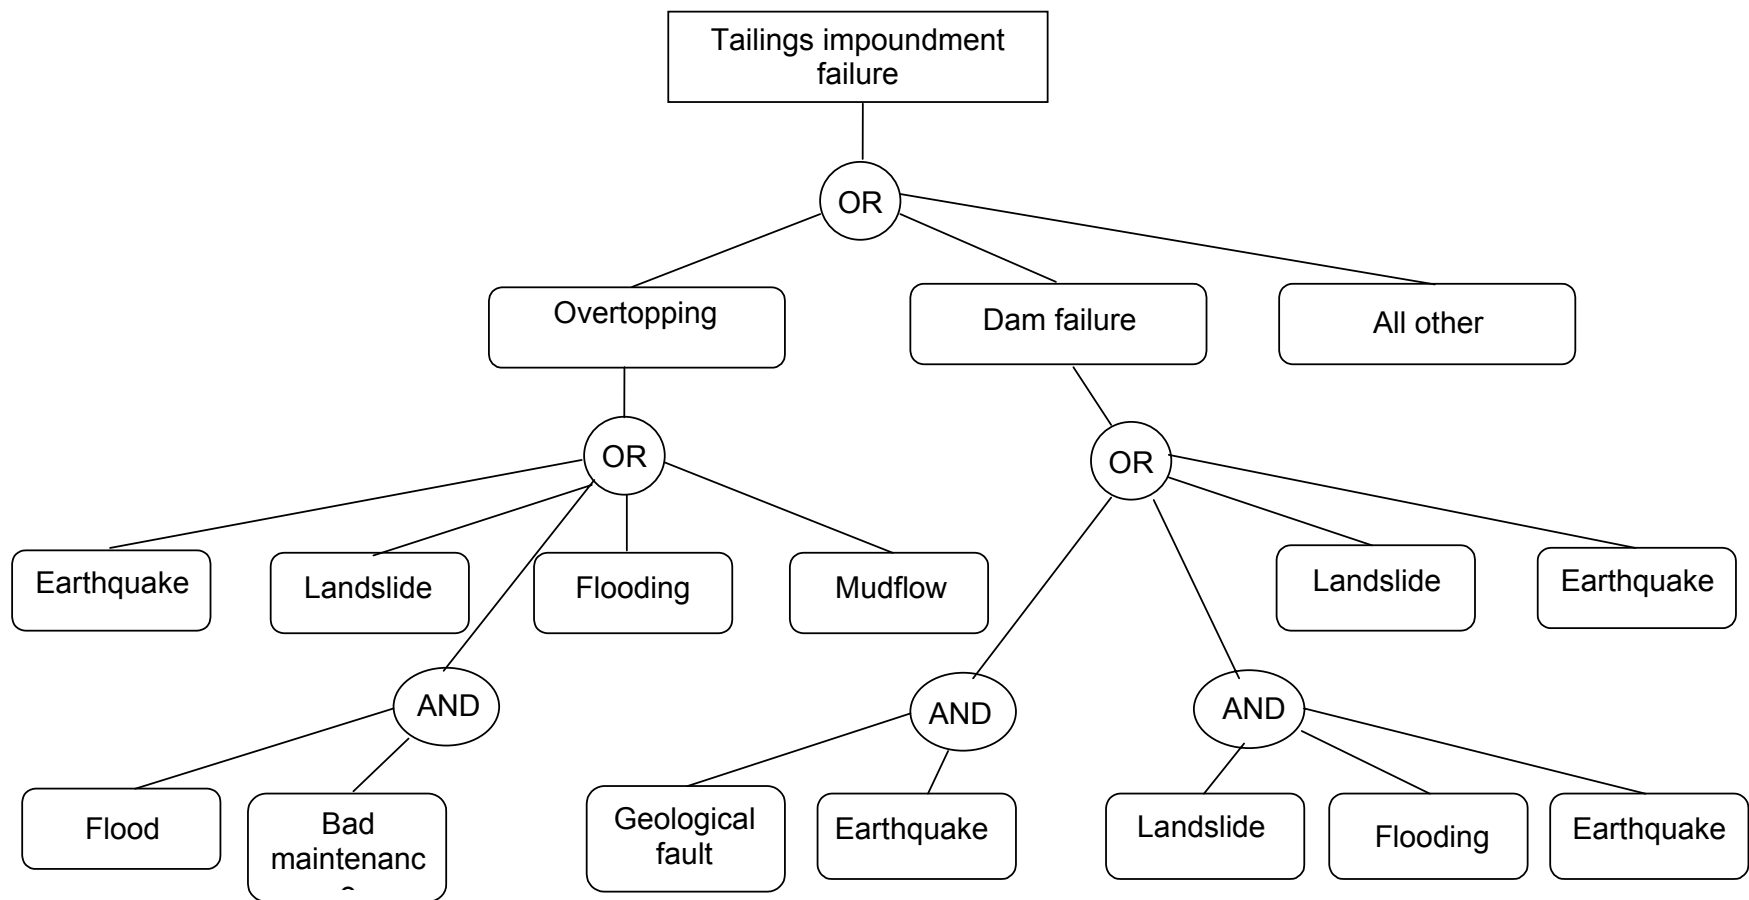 Tailings impoundment
failure
OR
Overtopping
Dam failure
All other
OR
OR
Earthquake
Landslide
Flooding
Mudflow
Landslide
Earthquake
AND
AND
AND
Flood
Bad
maintenanc
Geological
fault
Earthquake
Landslide
Flooding
Earthquake